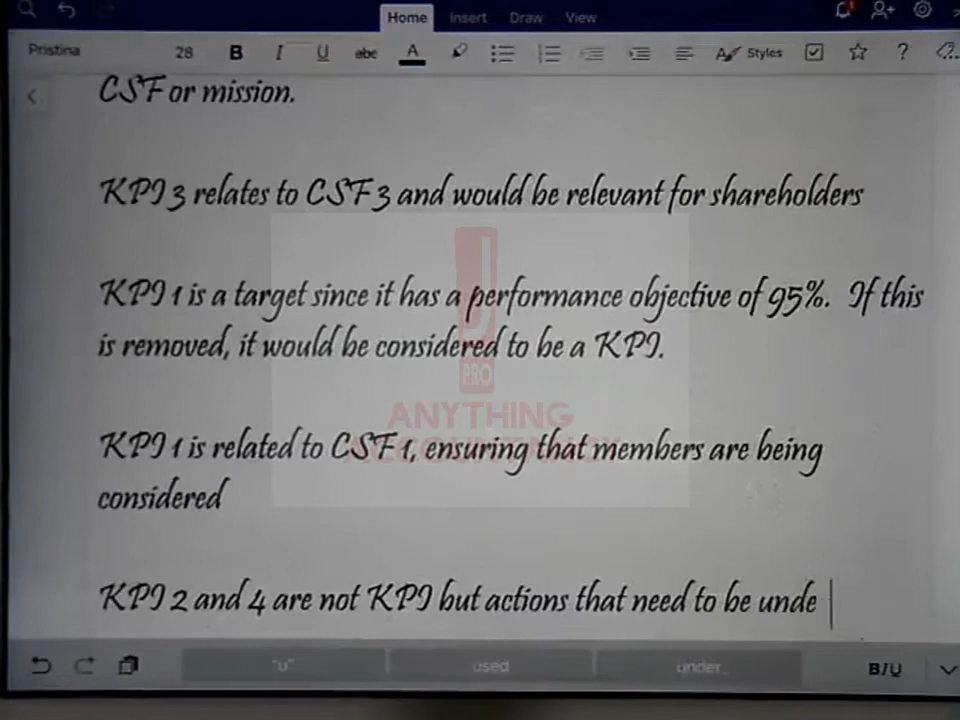 Home Insert Draw View
Pristina 28 B I U abc A Styles ?
CSF or mission.
KPI 3 relates to CSF 3 and would be relevant for shareholders
KPI 1 is a target since it has a performance objective of 95%. If this
is removed, it would be considered to be a KPI.
PRO
ANYTHING
ACCOUNTANCY
KPI 1 is related to CSF 1, ensuring that members are being
considered
KPI 2 and 4 are not KPI but actions that need to be unde
"u" used under B/U